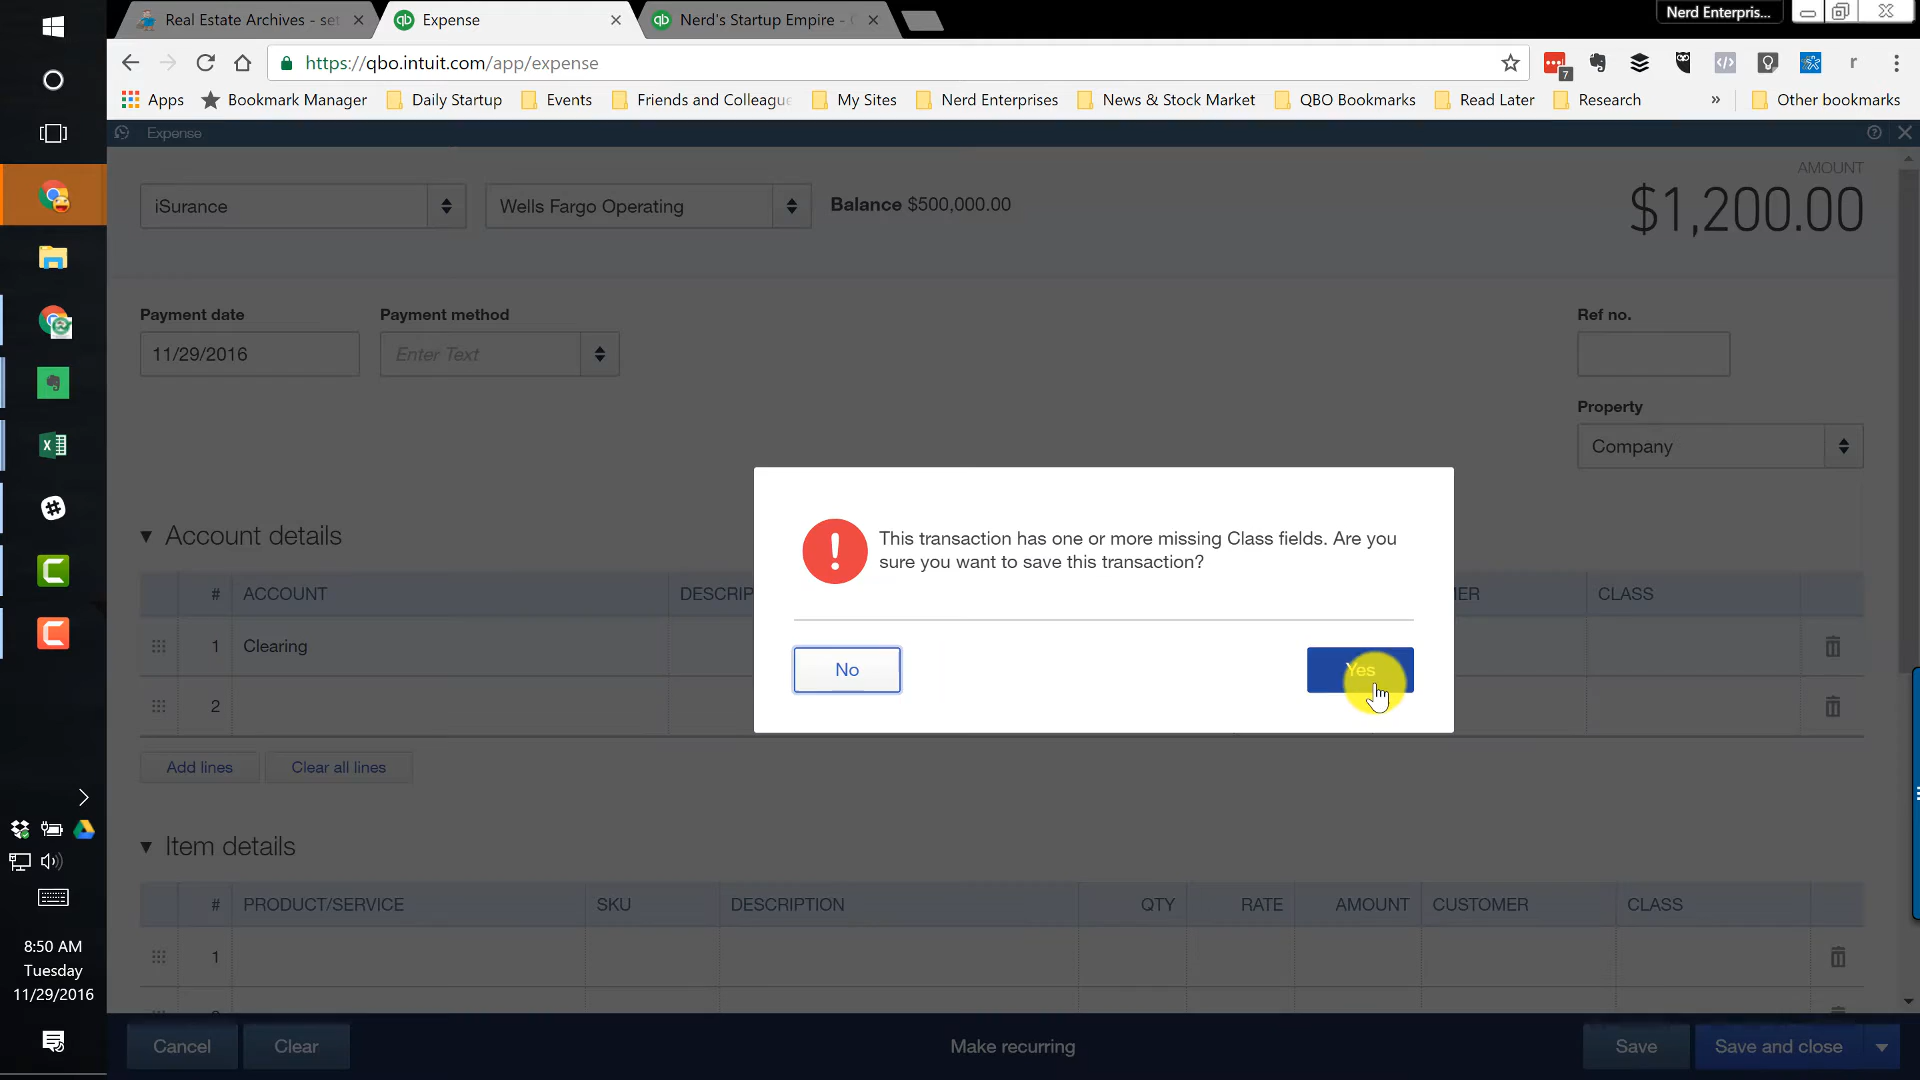 Real Estate Archives - set
Expense
Nerd's Startup Empire -
Nerd Enterpris...
https://qbo.intuit.com/app/expense
7
r
Apps
Bookmark Manager
Daily Startup
Events
Friends and Colleague
My Sites
Nerd Enterprises
News & Stock Market
QBO Bookmarks
Read Later
Research
»
Other bookmarks
Expense
AMOUNT
iSurance
Wells Fargo Operating
Balance $500,000.00
$1,200.00
Payment date
Payment method
Ref no.
11/29/2016
Enter Text
Property
Company
This transaction has one or more missing Class fields. Are you
sure you want to save this transaction?
No
Yes
Account details
# ACCOUNT DESCRIP MER CLASS
1 Clearing
2
Add lines
Clear all lines
Item details
# PRODUCT/SERVICE SKU DESCRIPTION QTY RATE AMOUNT CUSTOMER CLASS
1
8:50 AM
Tuesday
11/29/2016
Cancel
Clear
Make recurring
Save
Save and close